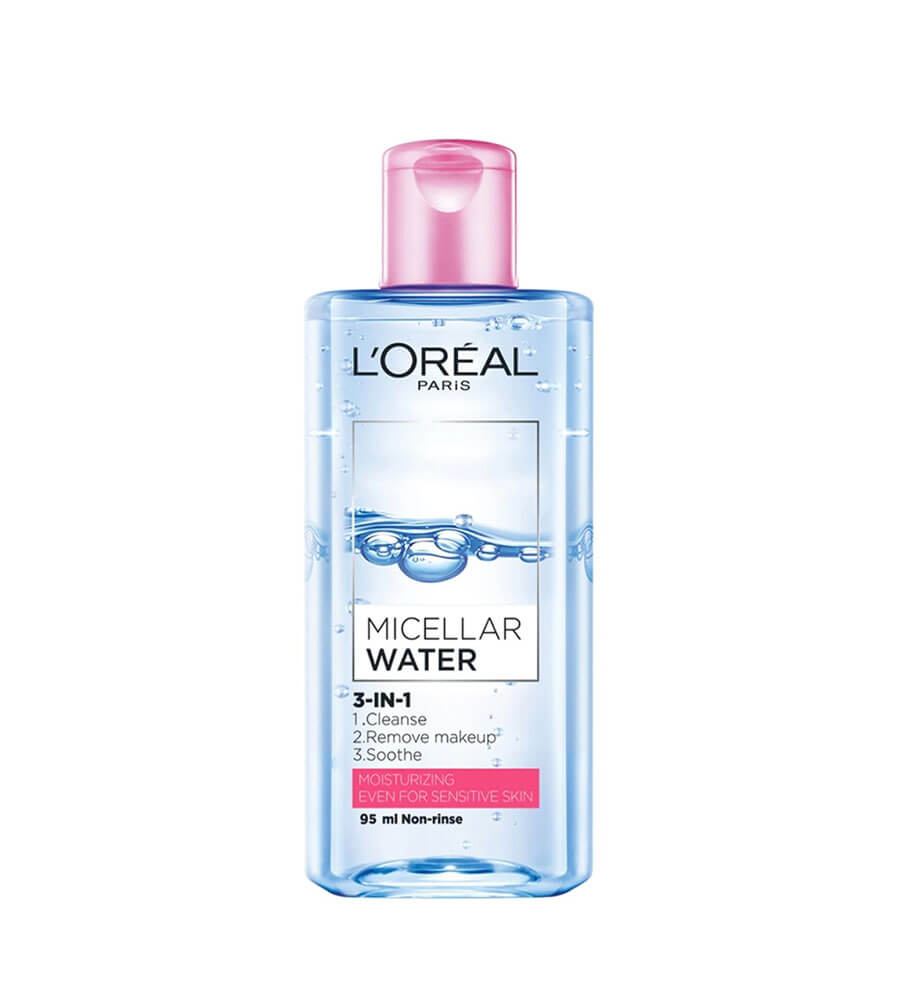 L'ORÉAL
PARiS
MICELLAR
WATER
3-IN-1
1.Cleanse
2.Remove makeup
3.Soothe
MOISTURIZING
EVEN FOR SENSITIVE SKIN
95 ml Non-rinse